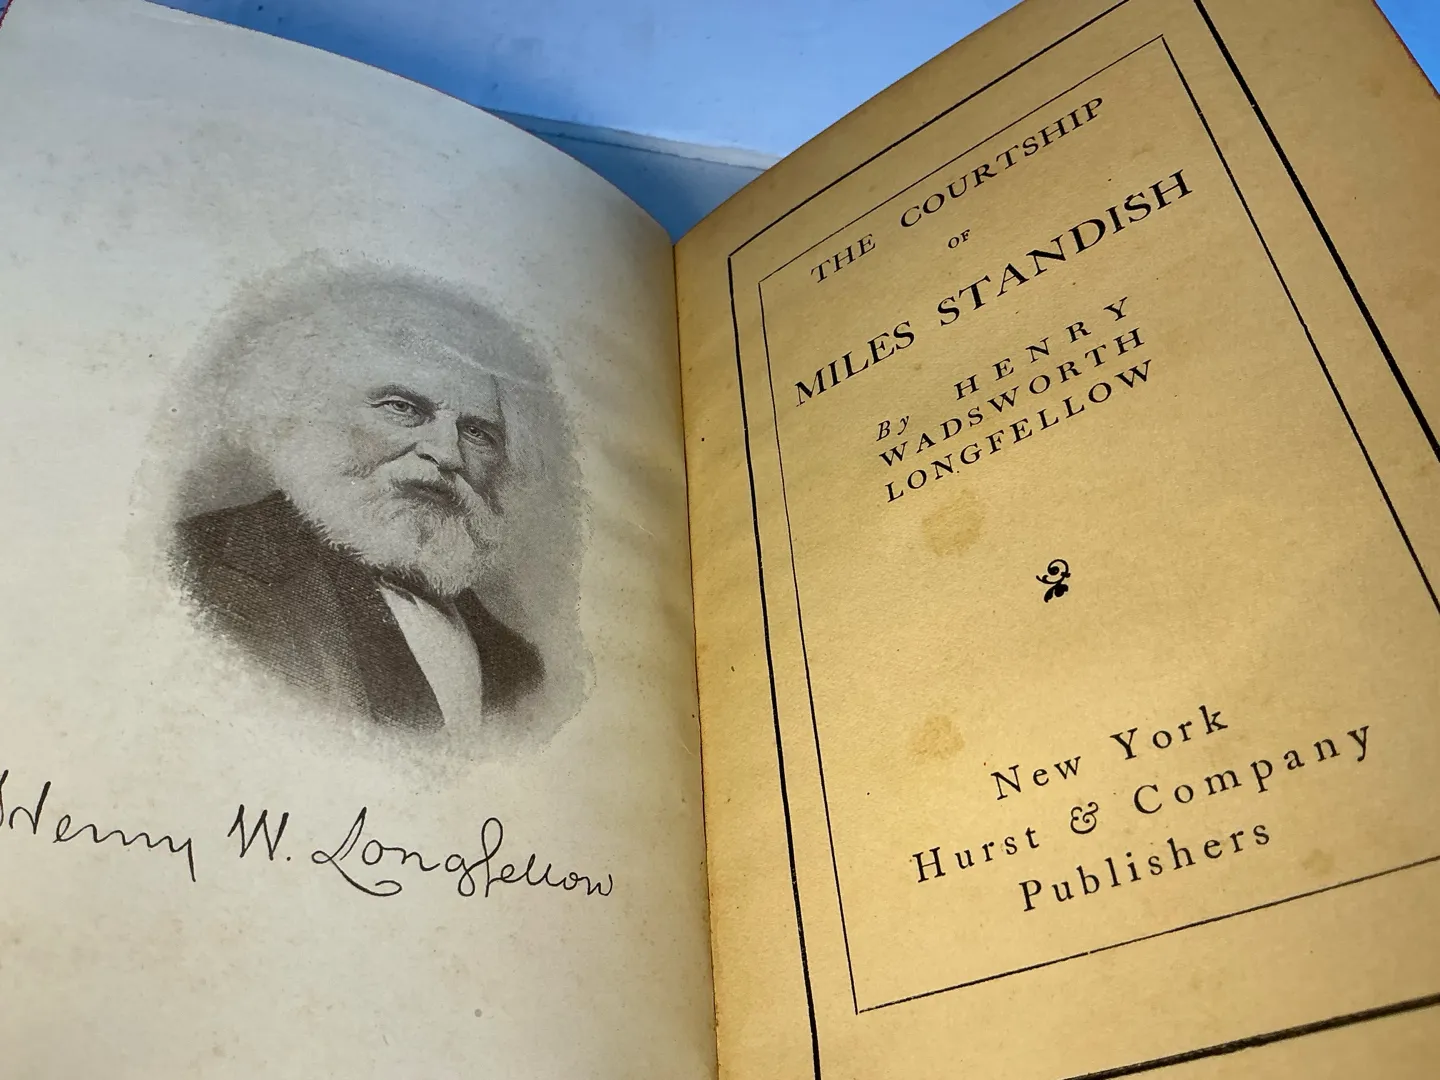 Henry W. Longfellow
THE COURTSHIP
OF
MILES STANDISH
By HENRY
WADSWORTH
LONGFELLOW
New York
Hurst & Company
Publishers